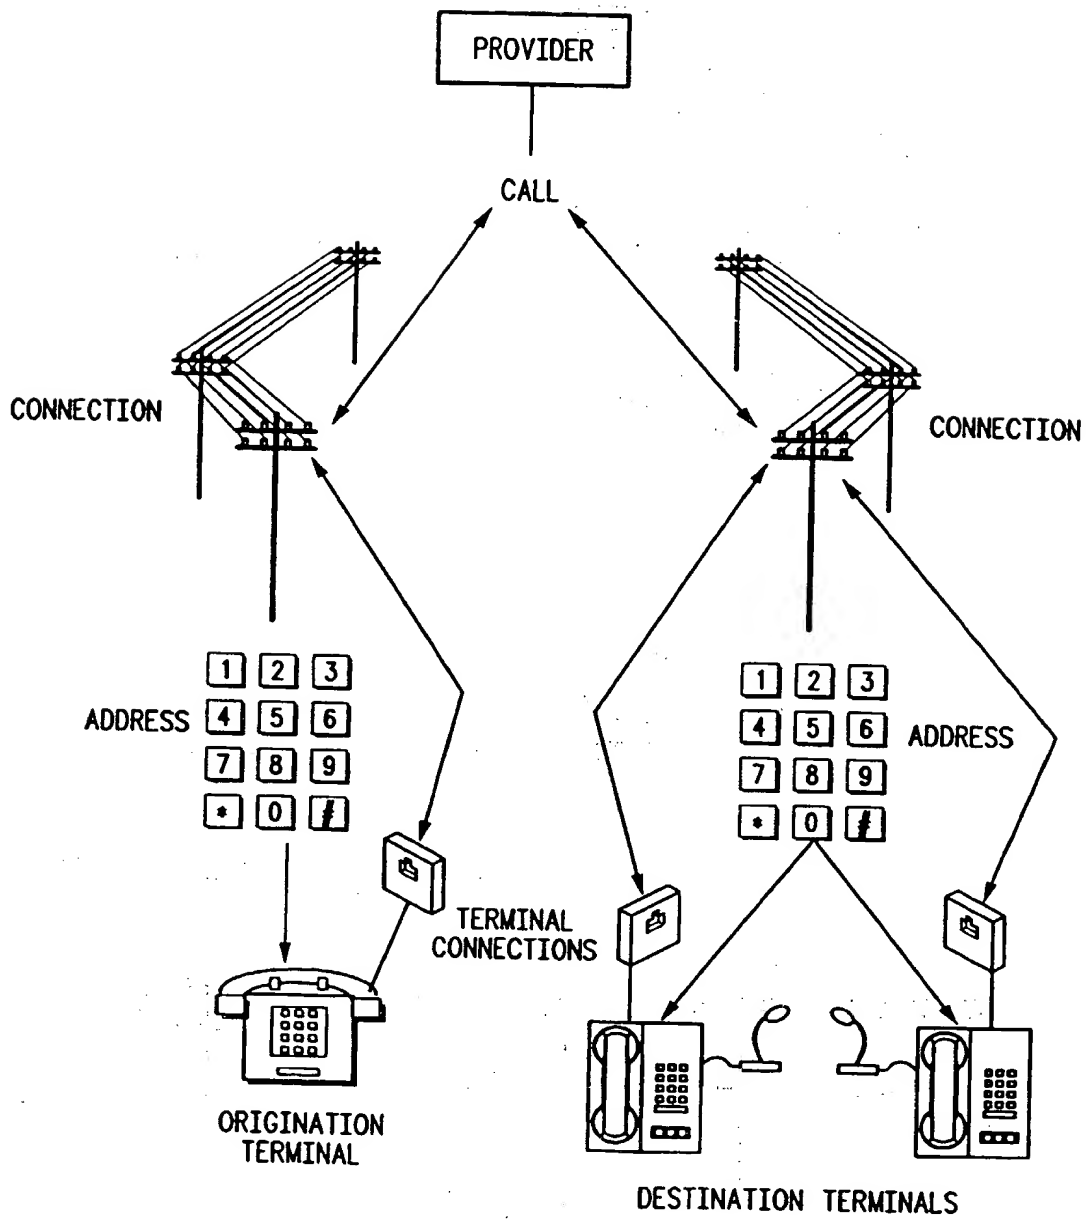 PROVIDER
CALL
CONNECTION
CONNECTION
1 2 3
ADDRESS 4 5 6
7 8 9
* 0 #
1 2 3
4 5 6 ADDRESS
7 8 9
* 0 #
TERMINAL
CONNECTIONS
ORIGINATION
TERMINAL
DESTINATION TERMINALS